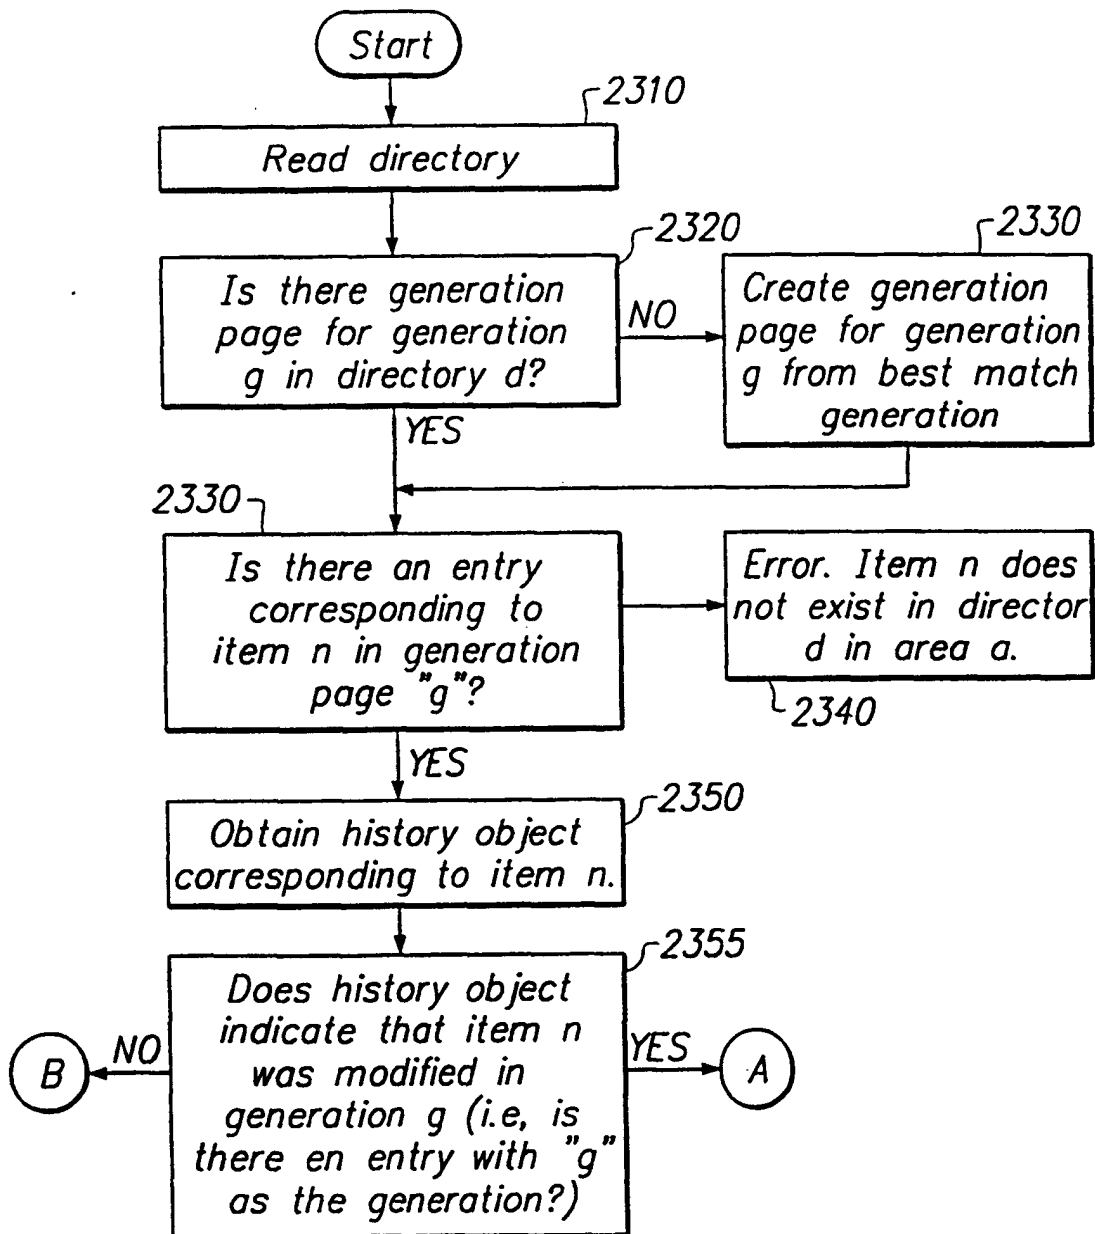 Start
2310
Read directory
2320
Is there generation
page for generation
g in directory d?
NO
2330
Create generation
page for generation
g from best match
generation
YES
2330
Is there an entry
corresponding to
item n in generation
page "g"?
Error. Item n does
not exist in director
d in area a.
2340
YES
2350
Obtain history object
corresponding to item n.
2355
Does history object
indicate that item n
was modified in
generation g (i.e, is
there en entry with "g"
as the generation?)
NO
B
YES
A